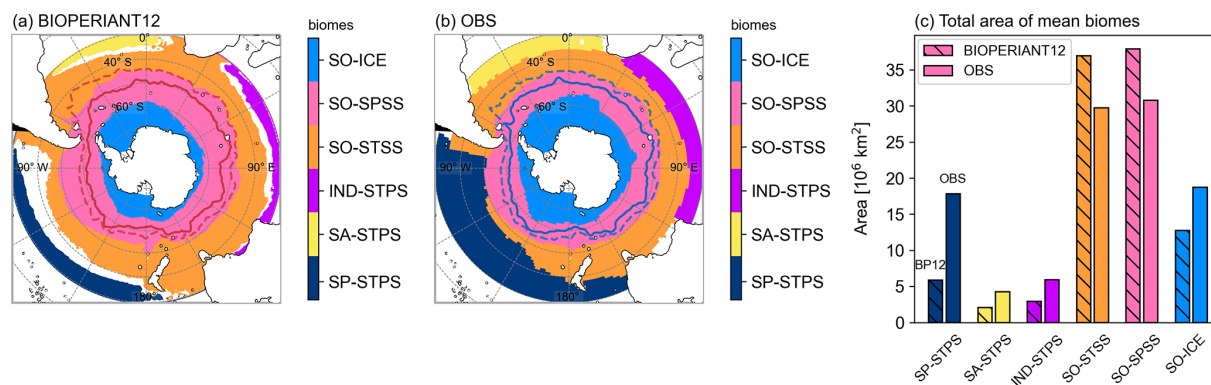 (a) BIOPERIANT12
0°
40° S
60° S
90° W
90° E
180°
biomes
SO-ICE
SO-SPSS
SO-STSS
IND-STPS
SA-STPS
SP-STPS
(b) OBS
0°
40° S
60° S
90° W
90° E
180°
biomes
SO-ICE
SO-SPSS
SO-STSS
IND-STPS
SA-STPS
SP-STPS
(c) Total area of mean biomes
BIOPERIANT12
OBS
Area [10⁶ km²]
35
30
25
20
15
10
5
0
OBS
BP12
SP-STPS
SA-STPS
IND-STPS
SO-STSS
SO-SPSS
SO-ICE